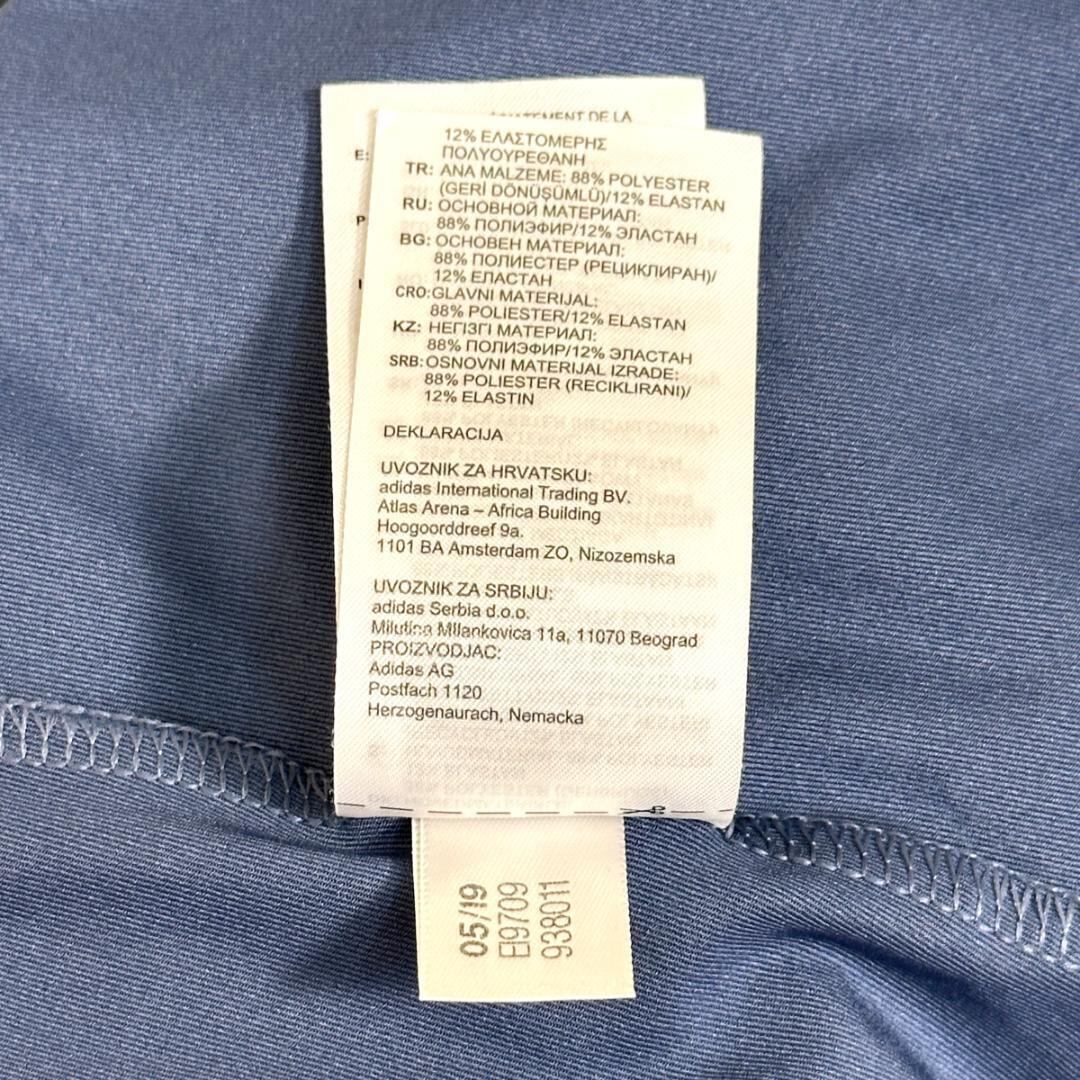 DE LA
E:
P
12% ΕΛΑΣΤΟΜΕΡΗΣ
ΠΟΛΥΟΥΡΕΘΑΝΗ
TR: ANA MALZEME: 88% POLYESTER
(GERİ DÖNÜŞÜMLÜ)/12% ELASTAN
RU: ОСНОВНОЙ МАТЕРИАЛ:
88% ПОЛИЭФИР/12% ЭЛАСТАН
BG: ОСНОВЕН МАТЕРИАЛ:
88% ПОЛИЕСТЕР (РЕЦИКЛИРАН)/
12% ЕЛАСТАН
CRO: GLAVNI MATERIJAL:
88% POLIESTER/12% ELASTAN
KZ: НЕГІЗГІ МАТЕРИАЛ:
88% ПОЛИЭФИР/12% ЭЛАСТАН
SRB: OSNOVNI MATERIJAL IZRADE:
88% POLIESTER (RECIKLIRANI)/
12% ELASTIN
DEKLARACIJA
UVOZNIK ZA HRVATSKU:
adidas International Trading BV.
Atlas Arena – Africa Building
Hoogoorddreef 9a.
1101 BA Amsterdam ZO, Nizozemska
UVOZNIK ZA SRBIJU:
adidas Serbia d.o.o.
Milutina Milankovica 11a, 11070 Beograd
PROIZVODJAC:
Adidas AG
Postfach 1120
Herzogenaurach, Nemacka
05/19
EI9709
938011